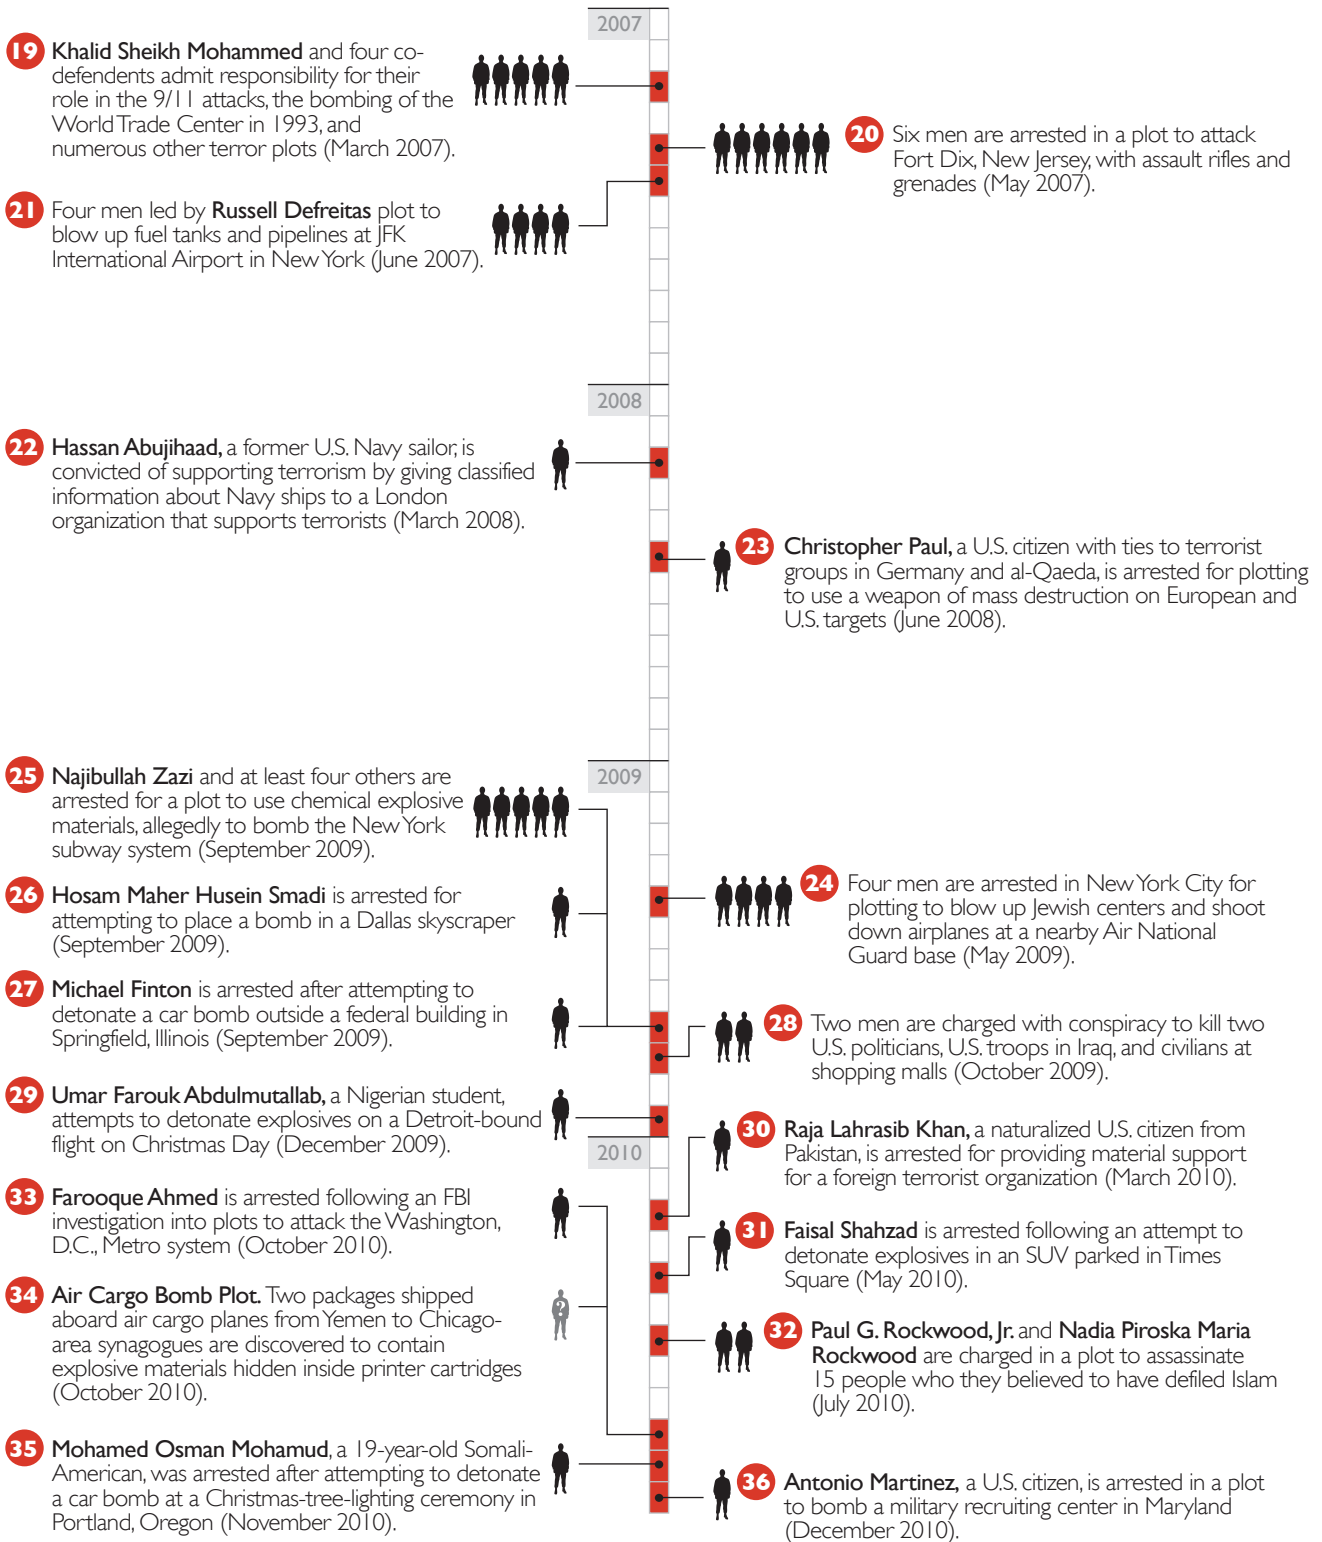 2007
19 Khalid Sheikh Mohammed and four co-
defendents admit responsibility for their
role in the 9/11 attacks, the bombing of the
World Trade Center in 1993, and
numerous other terror plots (March 2007).
20 Six men are arrested in a plot to attack
Fort Dix, New Jersey, with assault rifles and
grenades (May 2007).
21 Four men led by Russell Defreitas plot to
blow up fuel tanks and pipelines at JFK
International Airport in New York (June 2007).
2008
22 Hassan Abujihaad, a former U.S. Navy sailor, is
convicted of supporting terrorism by giving classified
information about Navy ships to a London
organization that supports terrorists (March 2008).
23 Christopher Paul, a U.S. citizen with ties to terrorist
groups in Germany and al-Qaeda, is arrested for plotting
to use a weapon of mass destruction on European and
U.S. targets (June 2008).
2009
25 Najibullah Zazi and at least four others are
arrested for a plot to use chemical explosive
materials, allegedly to bomb the New York
subway system (September 2009).
24 Four men are arrested in New York City for
plotting to blow up Jewish centers and shoot
down airplanes at a nearby Air National
Guard base (May 2009).
26 Hosam Maher Husein Smadi is arrested for
attempting to place a bomb in a Dallas skyscraper
(September 2009).
27 Michael Finton is arrested after attempting to
detonate a car bomb outside a federal building in
Springfield, Illinois (September 2009).
28 Two men are charged with conspiracy to kill two
U.S. politicians, U.S. troops in Iraq, and civilians at
shopping malls (October 2009).
29 Umar Farouk Abdulmutallab, a Nigerian student,
attempts to detonate explosives on a Detroit-bound
flight on Christmas Day (December 2009).
2010
30 Raja Lahrasib Khan, a naturalized U.S. citizen from
Pakistan, is arrested for providing material support
for a foreign terrorist organization (March 2010).
33 Farooque Ahmed is arrested following an FBI
investigation into plots to attack the Washington,
D.C., Metro system (October 2010).
31 Faisal Shahzad is arrested following an attempt to
detonate explosives in an SUV parked in Times
Square (May 2010).
34 Air Cargo Bomb Plot. Two packages shipped
aboard air cargo planes from Yemen to Chicago-
area synagogues are discovered to contain
explosive materials hidden inside printer cartridges
(October 2010).
?
32 Paul G. Rockwood, Jr. and Nadia Piroska Maria
Rockwood are charged in a plot to assassinate
15 people who they believed to have defiled Islam
(July 2010).
35 Mohamed Osman Mohamud, a 19-year-old Somali-
American, was arrested after attempting to detonate
a car bomb at a Christmas-tree-lighting ceremony in
Portland, Oregon (November 2010).
36 Antonio Martinez, a U.S. citizen, is arrested in a plot
to bomb a military recruiting center in Maryland
(December 2010).